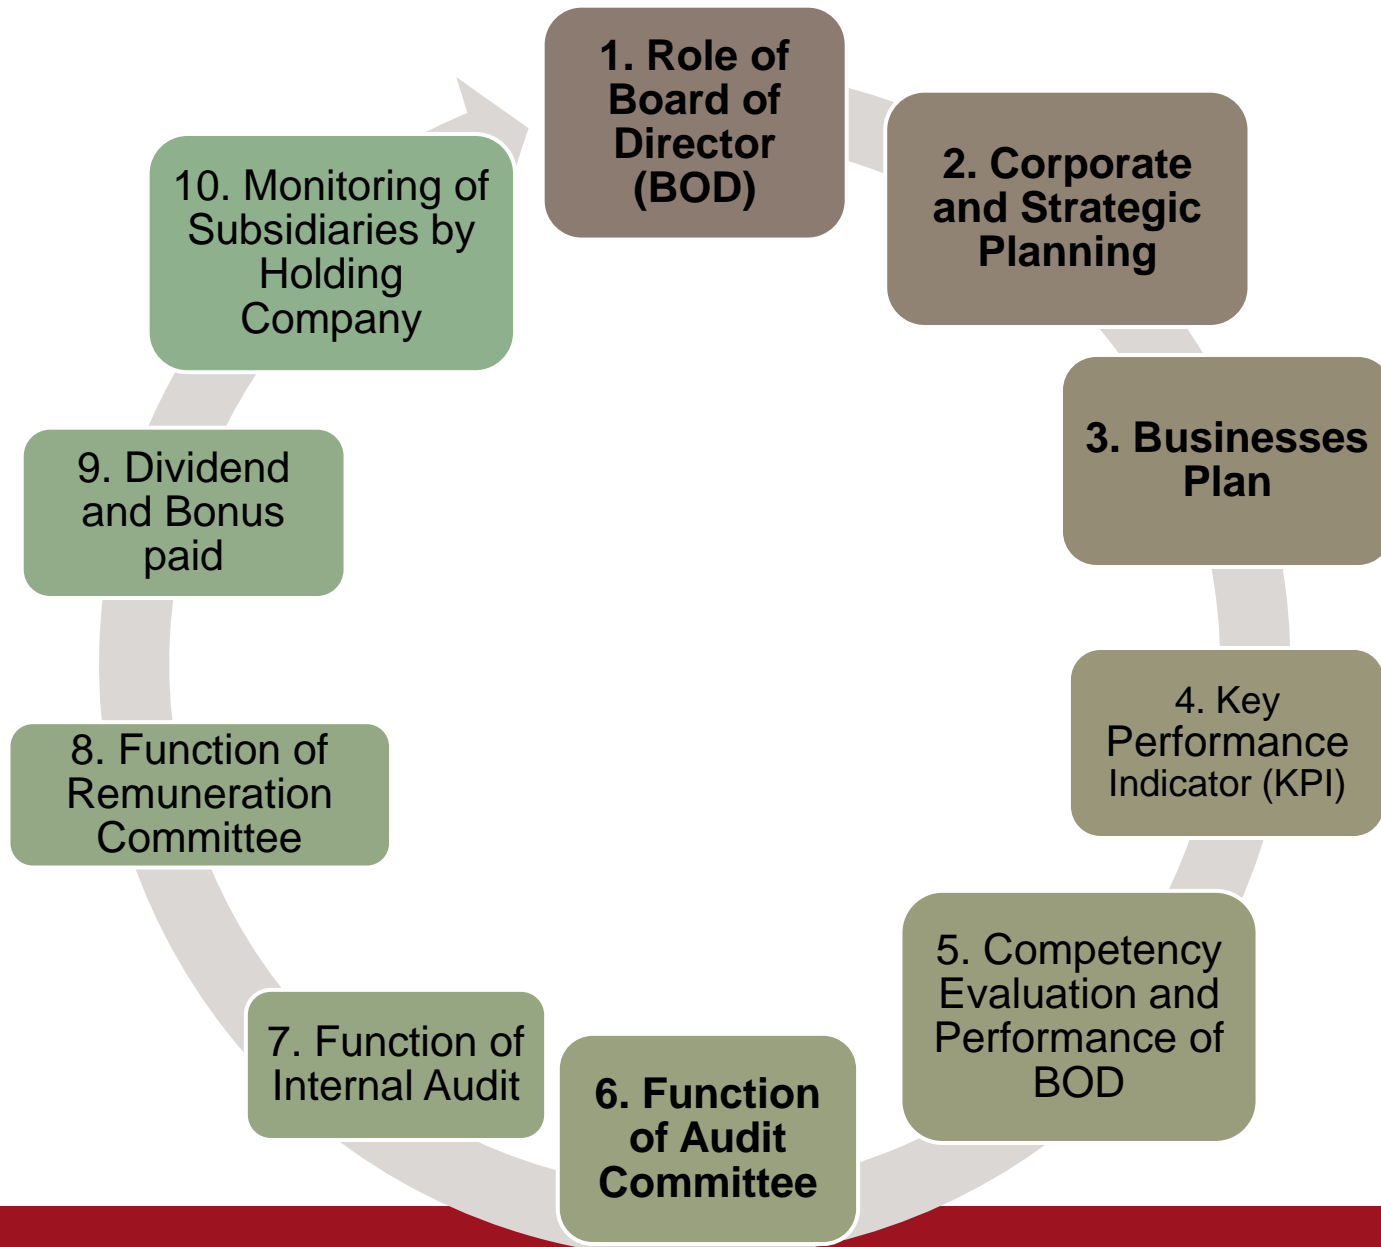 1. Role of
Board of
Director
(BOD)
2. Corporate
and Strategic
Planning
3. Businesses
Plan
4. Key
Performance
Indicator (KPI)
5. Competency
Evaluation and
Performance of
BOD
6. Function
of Audit
Committee
7. Function of
Internal Audit
8. Function of
Remuneration
Committee
9. Dividend
and Bonus
paid
10. Monitoring of
Subsidiaries by
Holding
Company